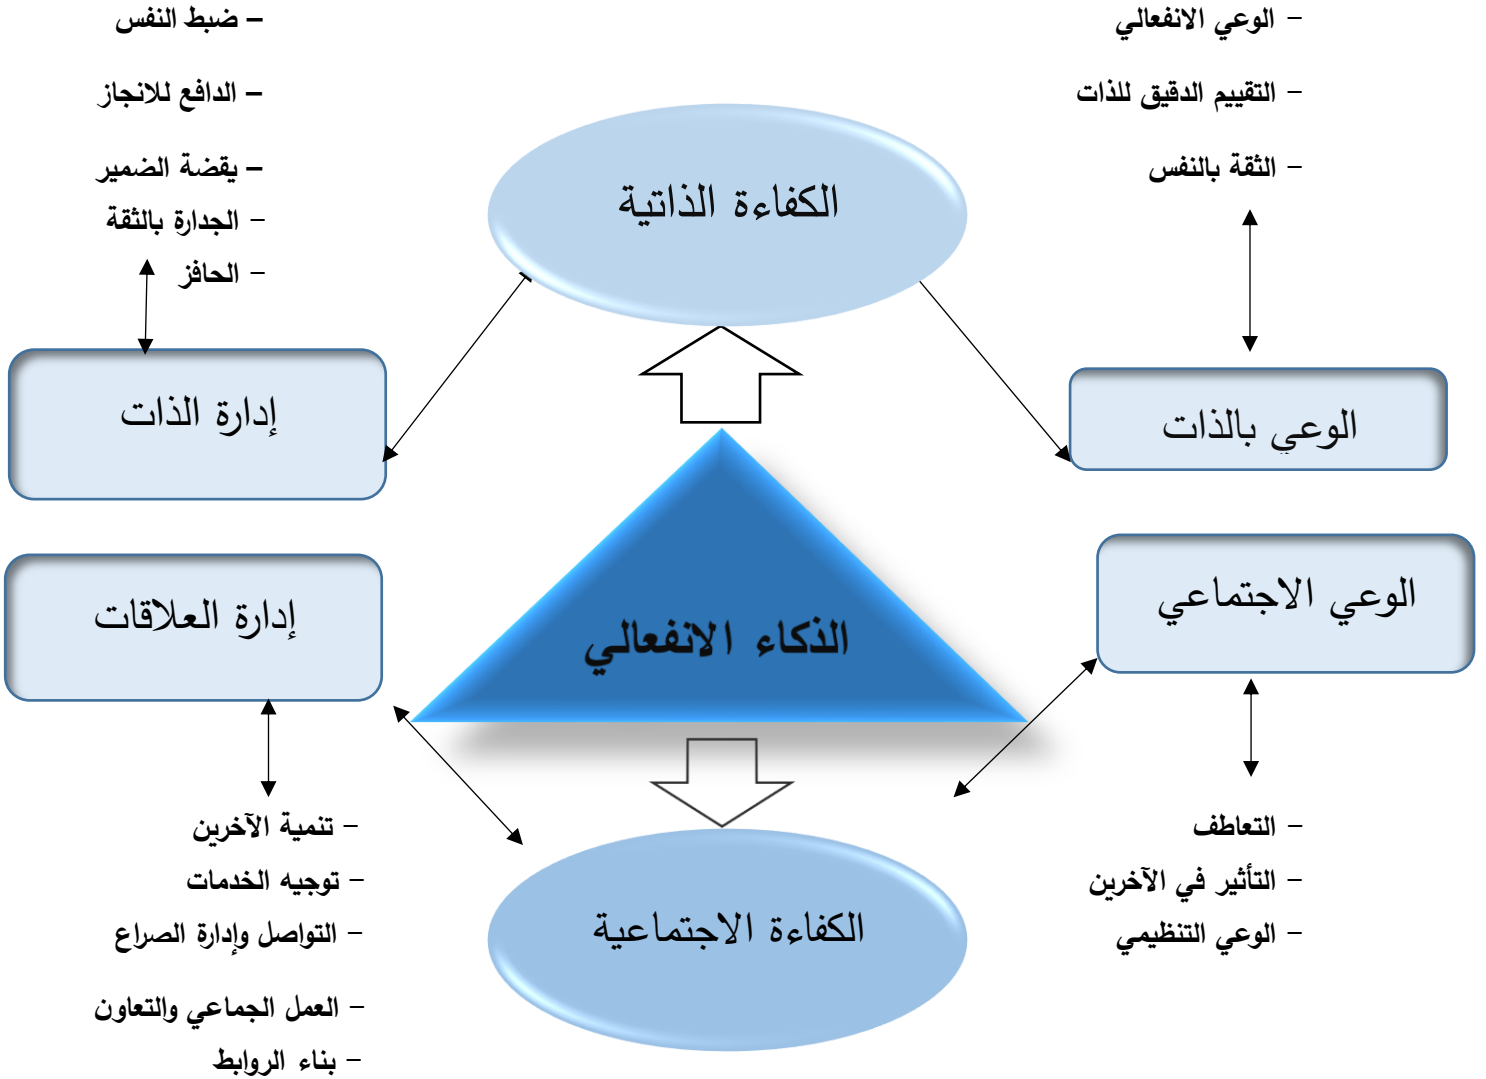 – الوعي الانفعالي
– التقييم الدقيق للذات
– الثقة بالنفس
– ضبط النفس
– الدافع للانجاز
– يقضة الضمير
– الجدارة بالثقة
– الحافز
الكفاءة الذاتية
الوعي بالذات
إدارة الذات
الذكاء الانفعالي
الوعي الاجتماعي
إدارة العلاقات
الكفاءة الاجتماعية
– التعاطف
– التأثير في الآخرين
– الوعي التنظيمي
– تنمية الآخرين
– توجيه الخدمات
– التواصل وإدارة الصراع
– العمل الجماعي والتعاون
– بناء الروابط